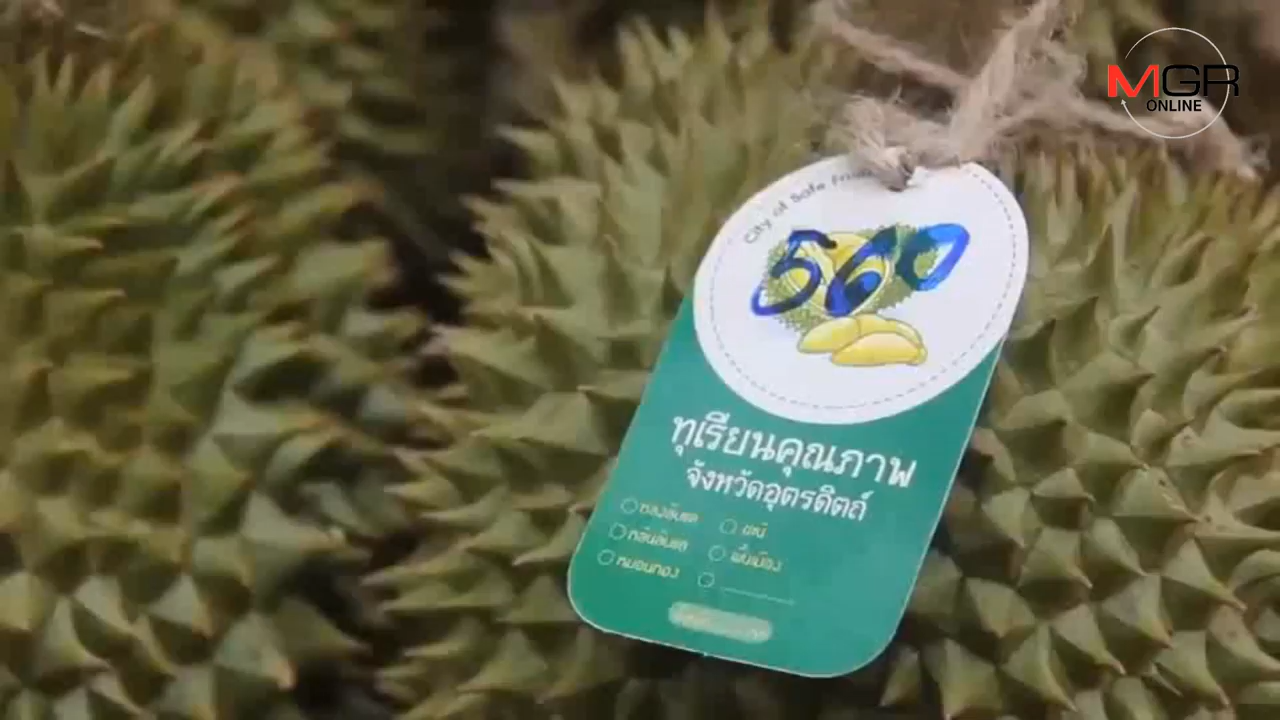 MGR
ONLINE
City of Safe Fruits
560
ทุเรียนคุณภาพ
จังหวัดอุตรดิตถ์
หลงลับแล
ชะนี
หลินลับแล
พื้นเมือง
หมอนทอง